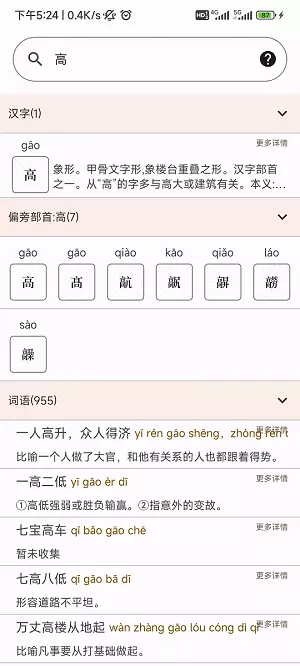 下午5:24 | 0.4K/s
HD 4G 5G 87
高
汉字(1)
gāo
更多详情
高
象形。甲骨文字形,象楼台重叠之形。汉字部首
之一。从“高”的字多与高大或建筑有关。本义:...
偏旁部首:高(7)
gāo gāo qiào kāo qiǎo láo
高 髙
sào
词语(955)
一人高升，众人得济 yī rén gāo shēng，zhòng rén
更多详情
比喻一个人做了大官，和他有关系的人也都跟着得势。
一高二低 yī gāo èr dī
更多详情
①高低强弱或胜负输赢。②指意外的变故。
七宝高车 qī bǎo gāo chē
更多详情
暂未收集
七高八低 qī gāo bā dī
更多详情
形容道路不平坦。
万丈高楼从地起 wàn zhàng gāo lóu cóng dì qǐ
更多详情
比喻凡事要从打基础做起。